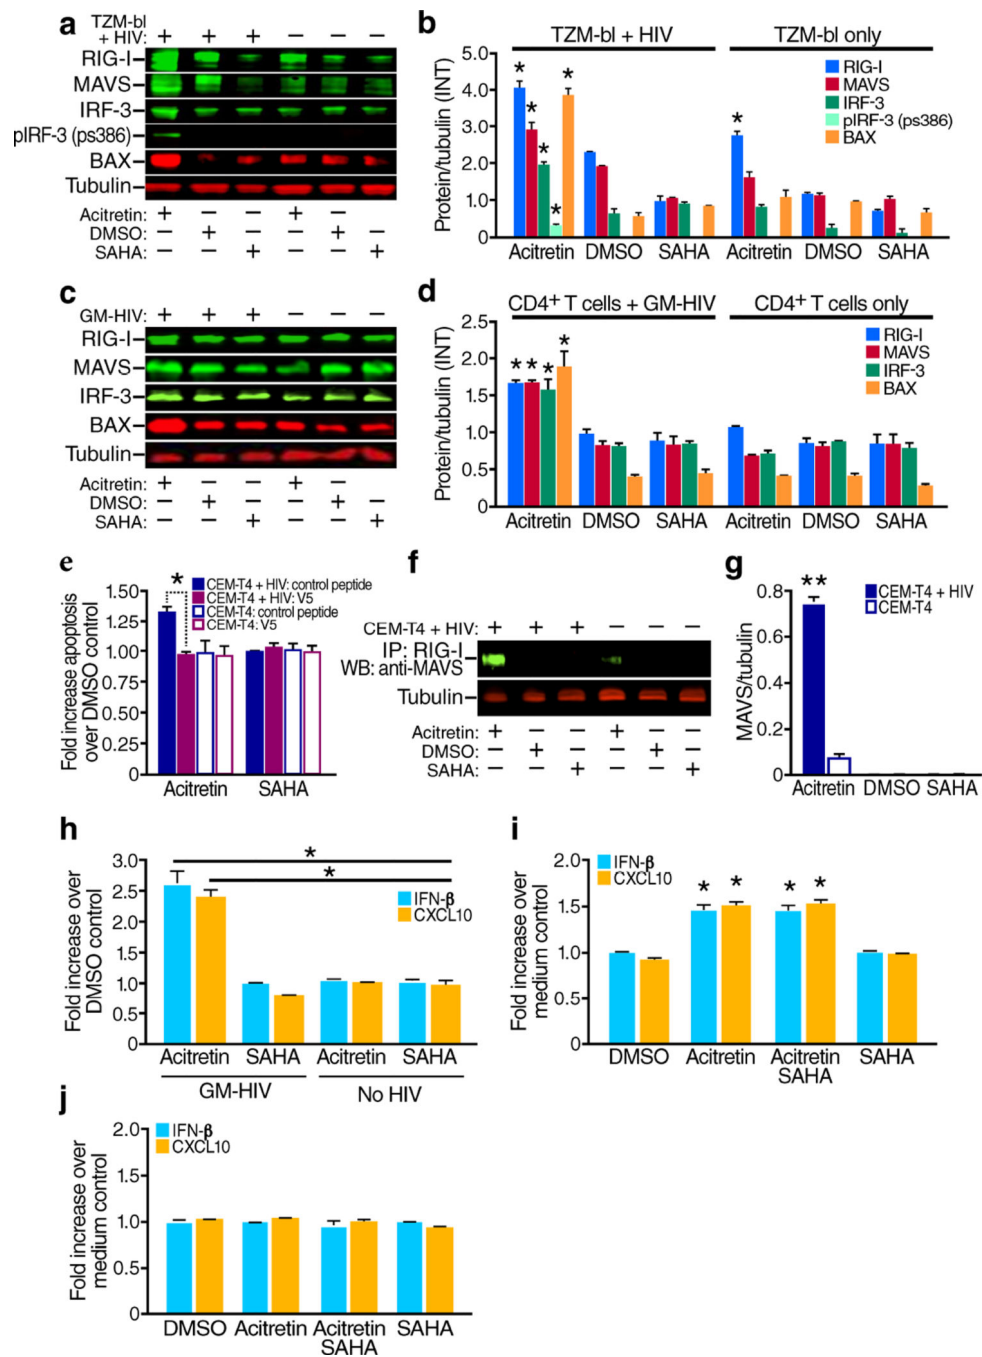 a
TZM-bl
+ HIV: + + + − − −
RIG-I
MAVS
IRF-3
pIRF-3 (ps386)
BAX
Tubulin
Acitretin: + − − + − −
DMSO: − + − − + −
SAHA: − − + − − +
b
TZM-bl + HIV TZM-bl only
Protein/tubulin (INT)
5.0
4.0
3.0
2.0
1.0
0
* * * * *
*
RIG-I
MAVS
IRF-3
pIRF-3 (ps386)
BAX
Acitretin DMSO SAHA Acitretin DMSO SAHA
c
GM-HIV: + + + − − −
RIG-I
MAVS
IRF-3
BAX
Tubulin
Acitretin: + − − + − −
DMSO: − + − − + −
SAHA: − − + − − +
d
CD4+ T cells + GM-HIV CD4+ T cells only
Protein/tubulin (INT)
2.5
2.0
1.5
1.0
0.5
0
* * * *
RIG-I
MAVS
IRF-3
BAX
Acitretin DMSO SAHA Acitretin DMSO SAHA
e
Fold increase apoptosis
over DMSO control
1.50
1.25
1.00
0.75
0.50
0.25
0
*
CEM-T4 + HIV: control peptide
CEM-T4 + HIV: V5
CEM-T4: control peptide
CEM-T4: V5
Acitretin SAHA
f
CEM-T4 + HIV: + + + − − −
IP: RIG-I
WB: anti-MAVS
Tubulin
Acitretin: + − − + − −
DMSO: − + − − + −
SAHA: − − + − − +
g
MAVS/tubulin
0.8
0.6
0.4
0.2
0
**
CEM-T4 + HIV
CEM-T4
Acitretin DMSO SAHA
h
Fold increase over
DMSO control
3.0
2.5
2.0
1.5
1.0
0.5
0
*
*
IFN-β
CXCL10
Acitretin SAHA Acitretin SAHA
GM-HIV No HIV
i
Fold increase over
medium control
2.0
1.5
1.0
0.5
0
IFN-β
CXCL10
* * * *
DMSO Acitretin Acitretin SAHA
SAHA
j
Fold increase over
medium control
2.0
1.5
1.0
0.5
0
IFN-β
CXCL10
DMSO Acitretin Acitretin SAHA
SAHA